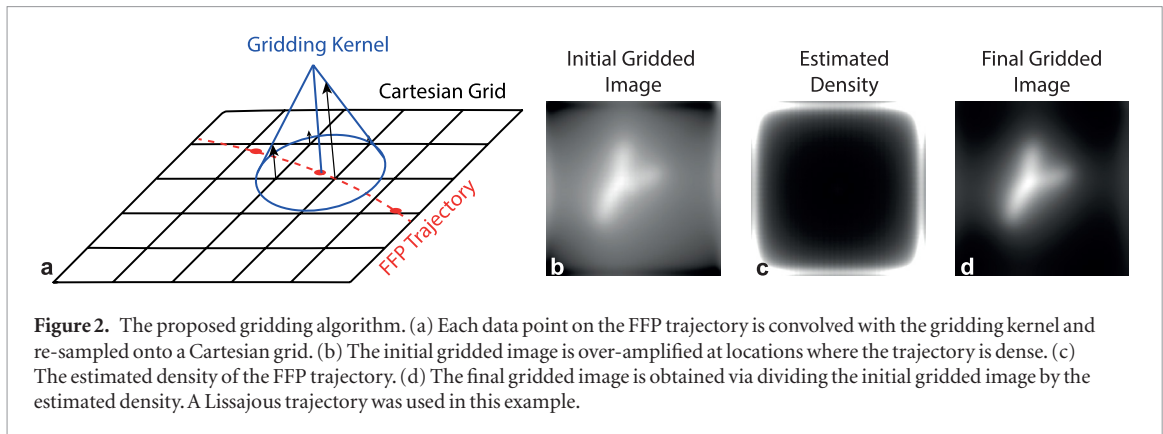 Gridding Kernel
Cartesian Grid
FFP Trajectory
a
Initial Gridded
Image
b
Estimated
Density
c
Final Gridded
Image
d
Figure 2. The proposed gridding algorithm. (a) Each data point on the FFP trajectory is convolved with the gridding kernel and
re-sampled onto a Cartesian grid. (b) The initial gridded image is over-amplified at locations where the trajectory is dense. (c)
The estimated density of the FFP trajectory. (d) The final gridded image is obtained via dividing the initial gridded image by the
estimated density. A Lissajous trajectory was used in this example.